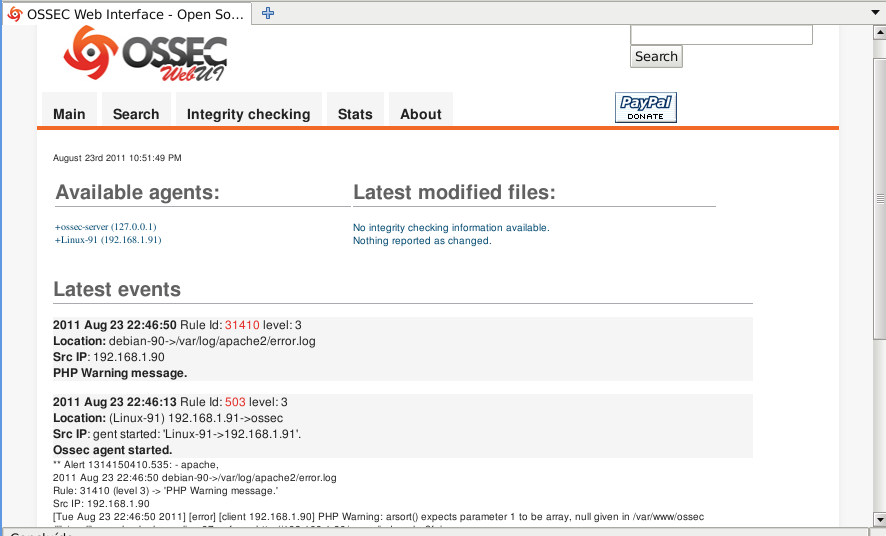 OSSEC Web Interface - Open So...
OSSEC
WebUI
Search
Main Search Integrity checking Stats About
PayPal
DONATE
August 23rd 2011 10:51:49 PM
Available agents:
+ossec-server (127.0.0.1)
+Linux-91 (192.168.1.91)
Latest modified files:
No integrity checking information available.
Nothing reported as changed.
Latest events
2011 Aug 23 22:46:50 Rule Id: 31410 level: 3
Location: debian-90->/var/log/apache2/error.log
Src IP: 192.168.1.90
PHP Warning message.
2011 Aug 23 22:46:13 Rule Id: 503 level: 3
Location: (Linux-91) 192.168.1.91->ossec
Src IP: gent started: 'Linux-91->192.168.1.91'.
Ossec agent started.
** Alert 1314150410.535: - apache,
2011 Aug 23 22:46:50 debian-90->/var/log/apache2/error.log
Rule: 31410 (level 3) -> 'PHP Warning message.'
Src IP: 192.168.1.90
[Tue Aug 23 22:46:50 2011] [error] [client 192.168.1.90] PHP Warning: arsort() expects parameter 1 to be array, null given in /var/www/ossec